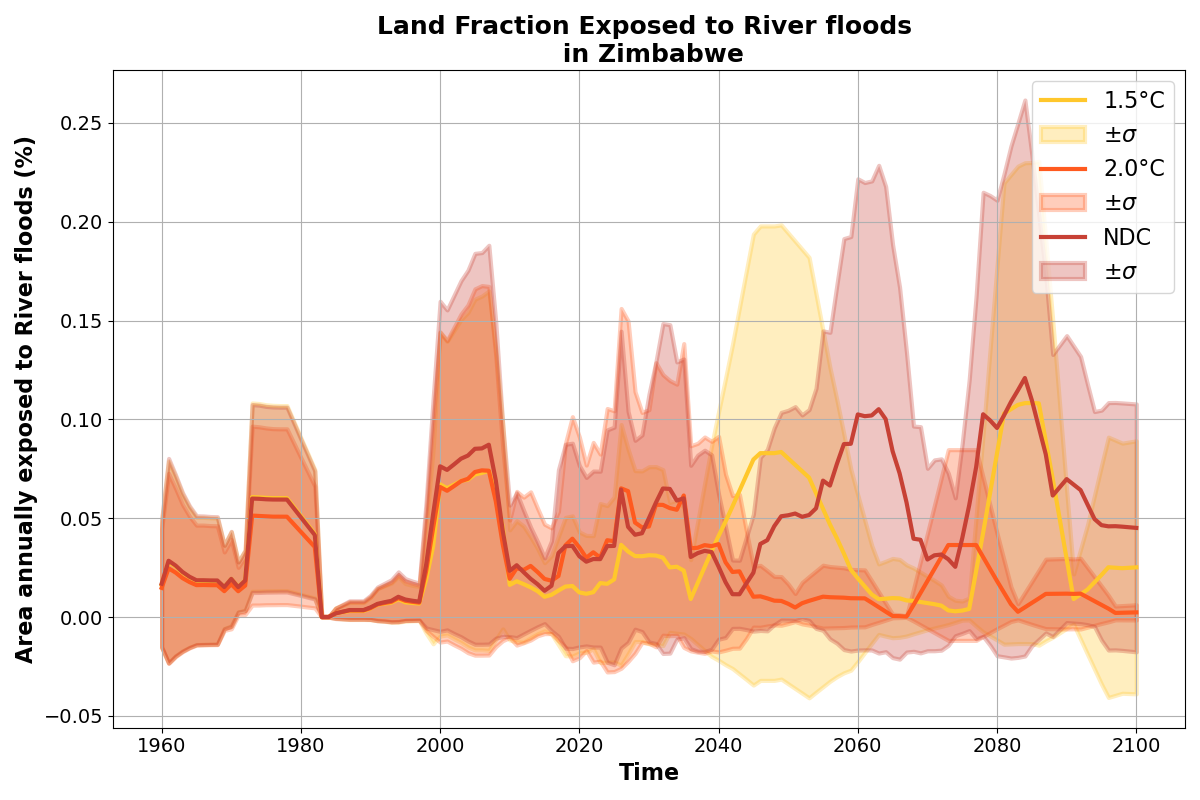 Land Fraction Exposed to River floods
in Zimbabwe
Area annually exposed to River floods (%)
0.25
0.20
0.15
0.10
0.05
0.00
−0.05
1.5°C
±σ
2.0°C
±σ
NDC
±σ
1960
1980
2000
2020
2040
2060
2080
2100
Time